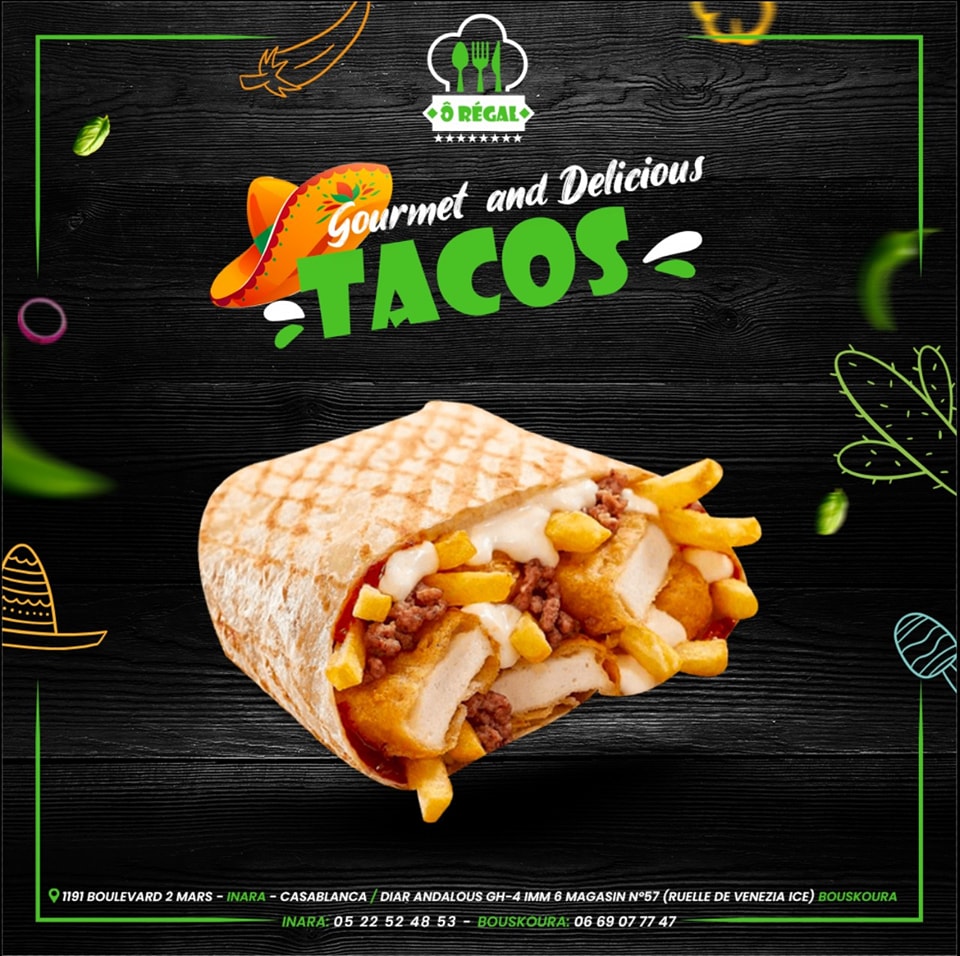 Ô RÉGAL
Gourmet and Delicious
TACOS
1191 BOULEVARD 2 MARS - INARA - CASABLANCA / DIAR ANDALOUS GH-4 IMM 6 MAGASIN N°57 (RUELLE DE VENEZIA ICE) BOUSKOURA
INARA: 05 22 52 48 53 - BOUSKOURA: 06 69 07 77 47